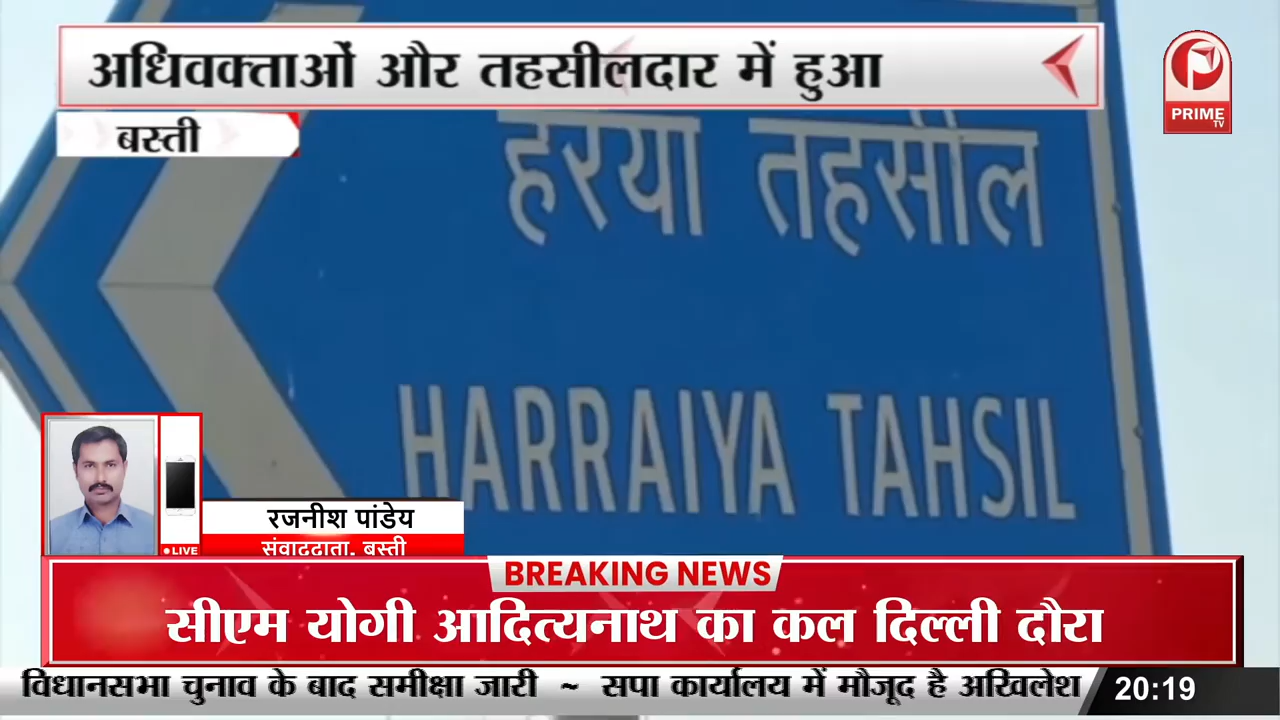 अधिवक्ताओं और तहसीलदार में हुआ
PRIME
TV
बस्ती
हरैया तहसील
HARRAIYA TAHSIL
रजनीश पांडेय
LIVE
संवाददाता, बस्ती
BREAKING NEWS
सीएम योगी आदित्यनाथ का कल दिल्ली दौरा
विधानसभा चुनाव के बाद समीक्षा जारी ~ सपा कार्यालय में मौजूद है अखिलेश
20:19